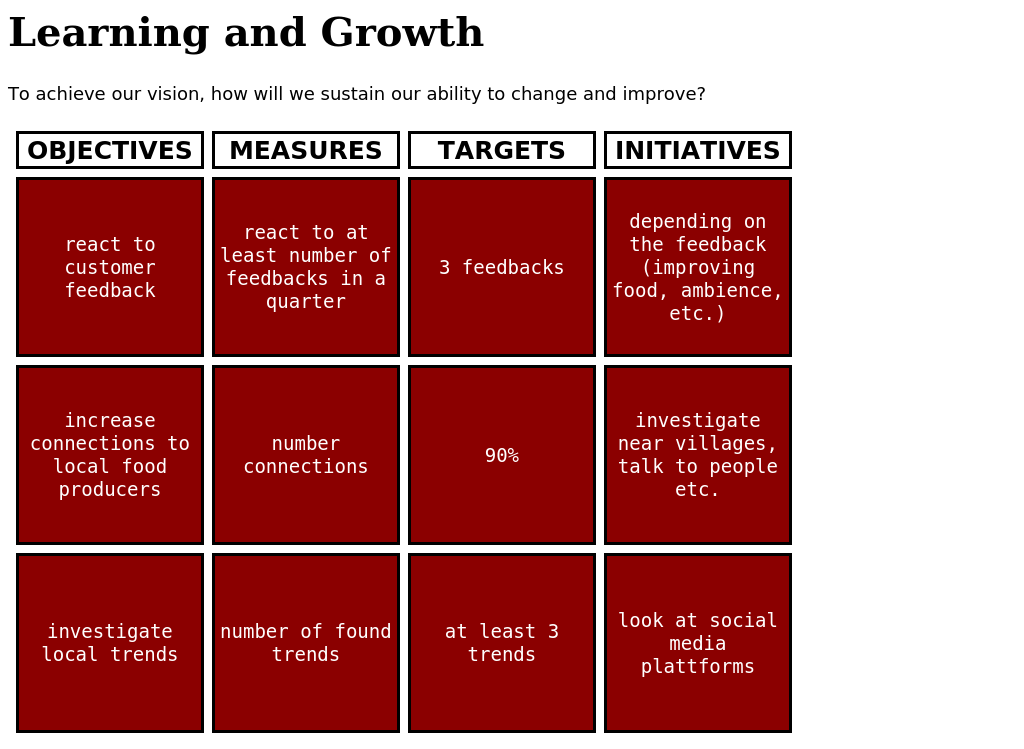 Learning and Growth
To achieve our vision, how will we sustain our ability to change and improve?
OBJECTIVES
MEASURES
TARGETS
INITIATIVES
react to
customer
feedback
react to at
least number of
feedbacks in a
quarter
3 feedbacks
depending on
the feedback
(improving
food, ambience,
etc.)
increase
connections to
local food
producers
number
connections
90%
investigate
near villages,
talk to people
etc.
investigate
local trends
number of found
trends
at least 3
trends
look at social
media
plattforms